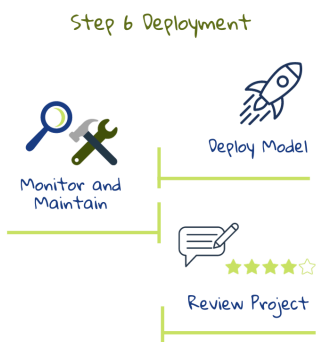 Step 6 Deployment
Deploy Model
Monitor and
Maintain
Review Project